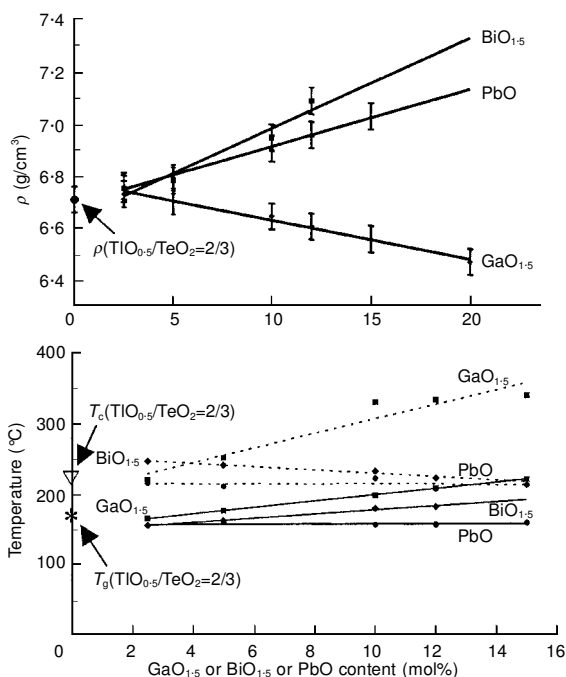 7·4
7·2
7·0
6·8
6·6
6·4
ρ (g/cm³)
BiO₁·₅
PbO
GaO₁·₅
ρ(TlO₀·₅/TeO₂=2/3)
0 5 10 15 20
400
300
200
150
100
Temperature (°C)
GaO₁·₅
T_c(TlO₀·₅/TeO₂=2/3)
BiO₁·₅
PbO
GaO₁·₅
BiO₁·₅
PbO
T_g(TlO₀·₅/TeO₂=2/3)
0 2 4 6 8 10 12 14 16
GaO₁·₅ or BiO₁·₅ or PbO content (mol%)